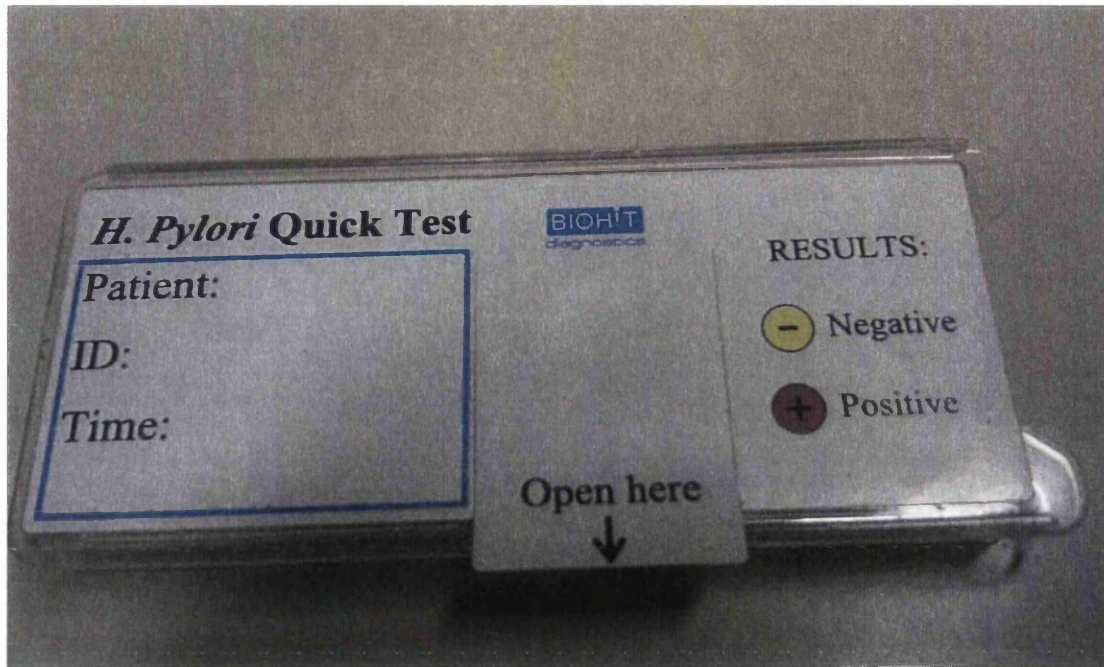 H. Pylori Quick Test
Patient:
ID:
Time:
BIOHIT
diagnostics
Open here
RESULTS:
- Negative
+ Positive